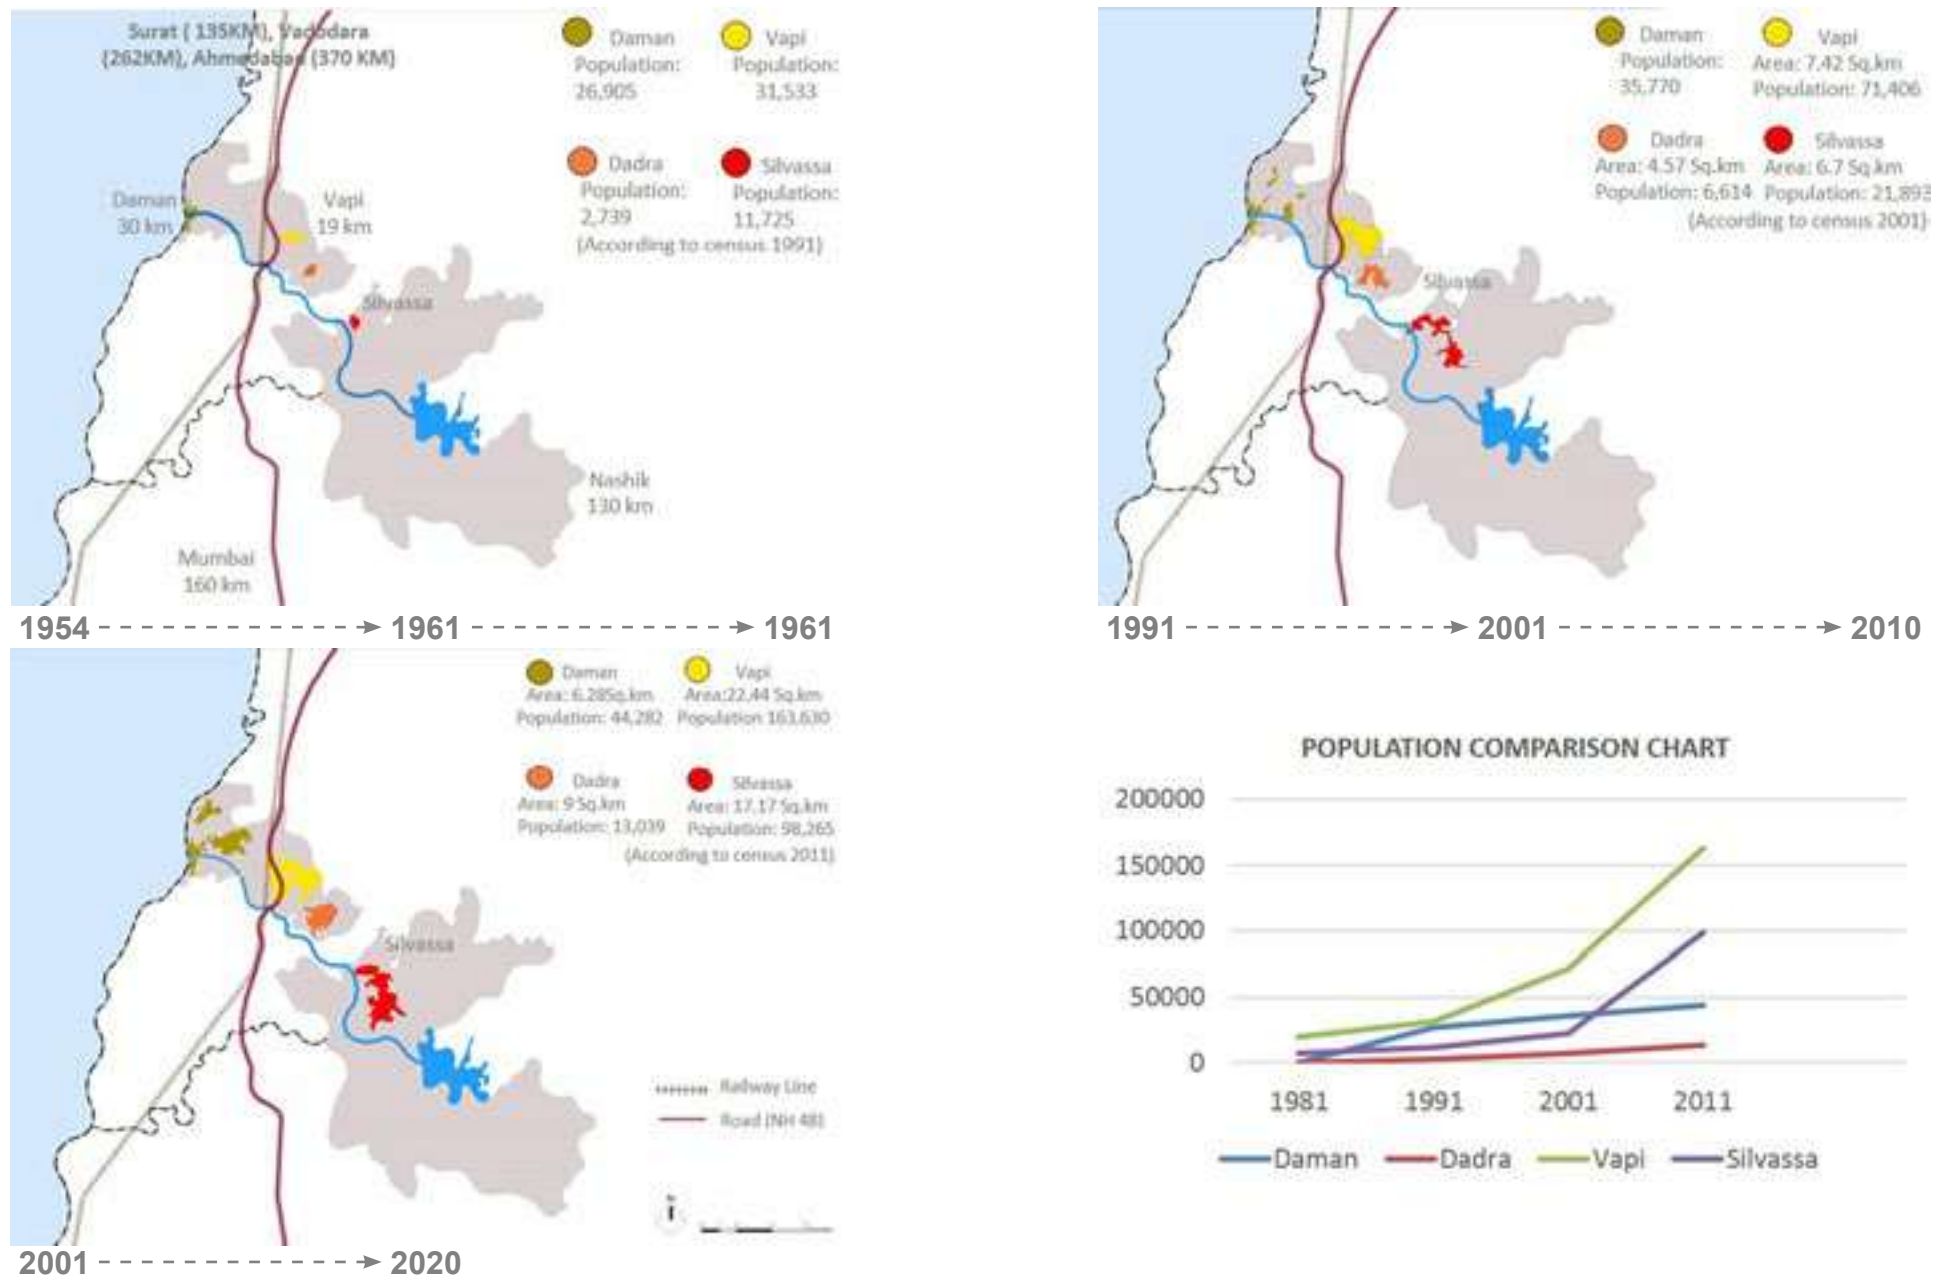 Surat ( 135KM), Vadodara
(262KM), Ahmedabad (370 KM)
Daman
Population:
26,905
Vapi
Population:
31,533
Dadra
Population:
2,739
Silvassa
Population:
11,725
(According to census 1991)
Daman
30 km
Vapi
19 km
Silvassa
Nashik
130 km
Mumbai
160 km
1954 1961 1961
Daman
Population:
35,770
Vapi
Area: 7.42 Sq.km
Population: 71,406
Dadra
Area: 4.57 Sq.km
Population: 6,614
Silvassa
Area: 6.7 Sq.km
Population: 21,893
(According to census 2001)
Silvassa
1991 2001 2010
Daman
Area: 6.28Sq.km
Population: 44,282
Vapi
Area:22.44 Sq.km
Population 163,630
Dadra
Area: 9 Sq.km
Population: 13,039
Silvassa
Area: 17.17 Sq.km
Population: 98,265
(According to census 2011)
Silvassa
Railway Line
Road (NH 48)
2001 2020
POPULATION COMPARISON CHART
200000
150000
100000
50000
0
1981 1991 2001 2011
Daman Dadra Vapi Silvassa